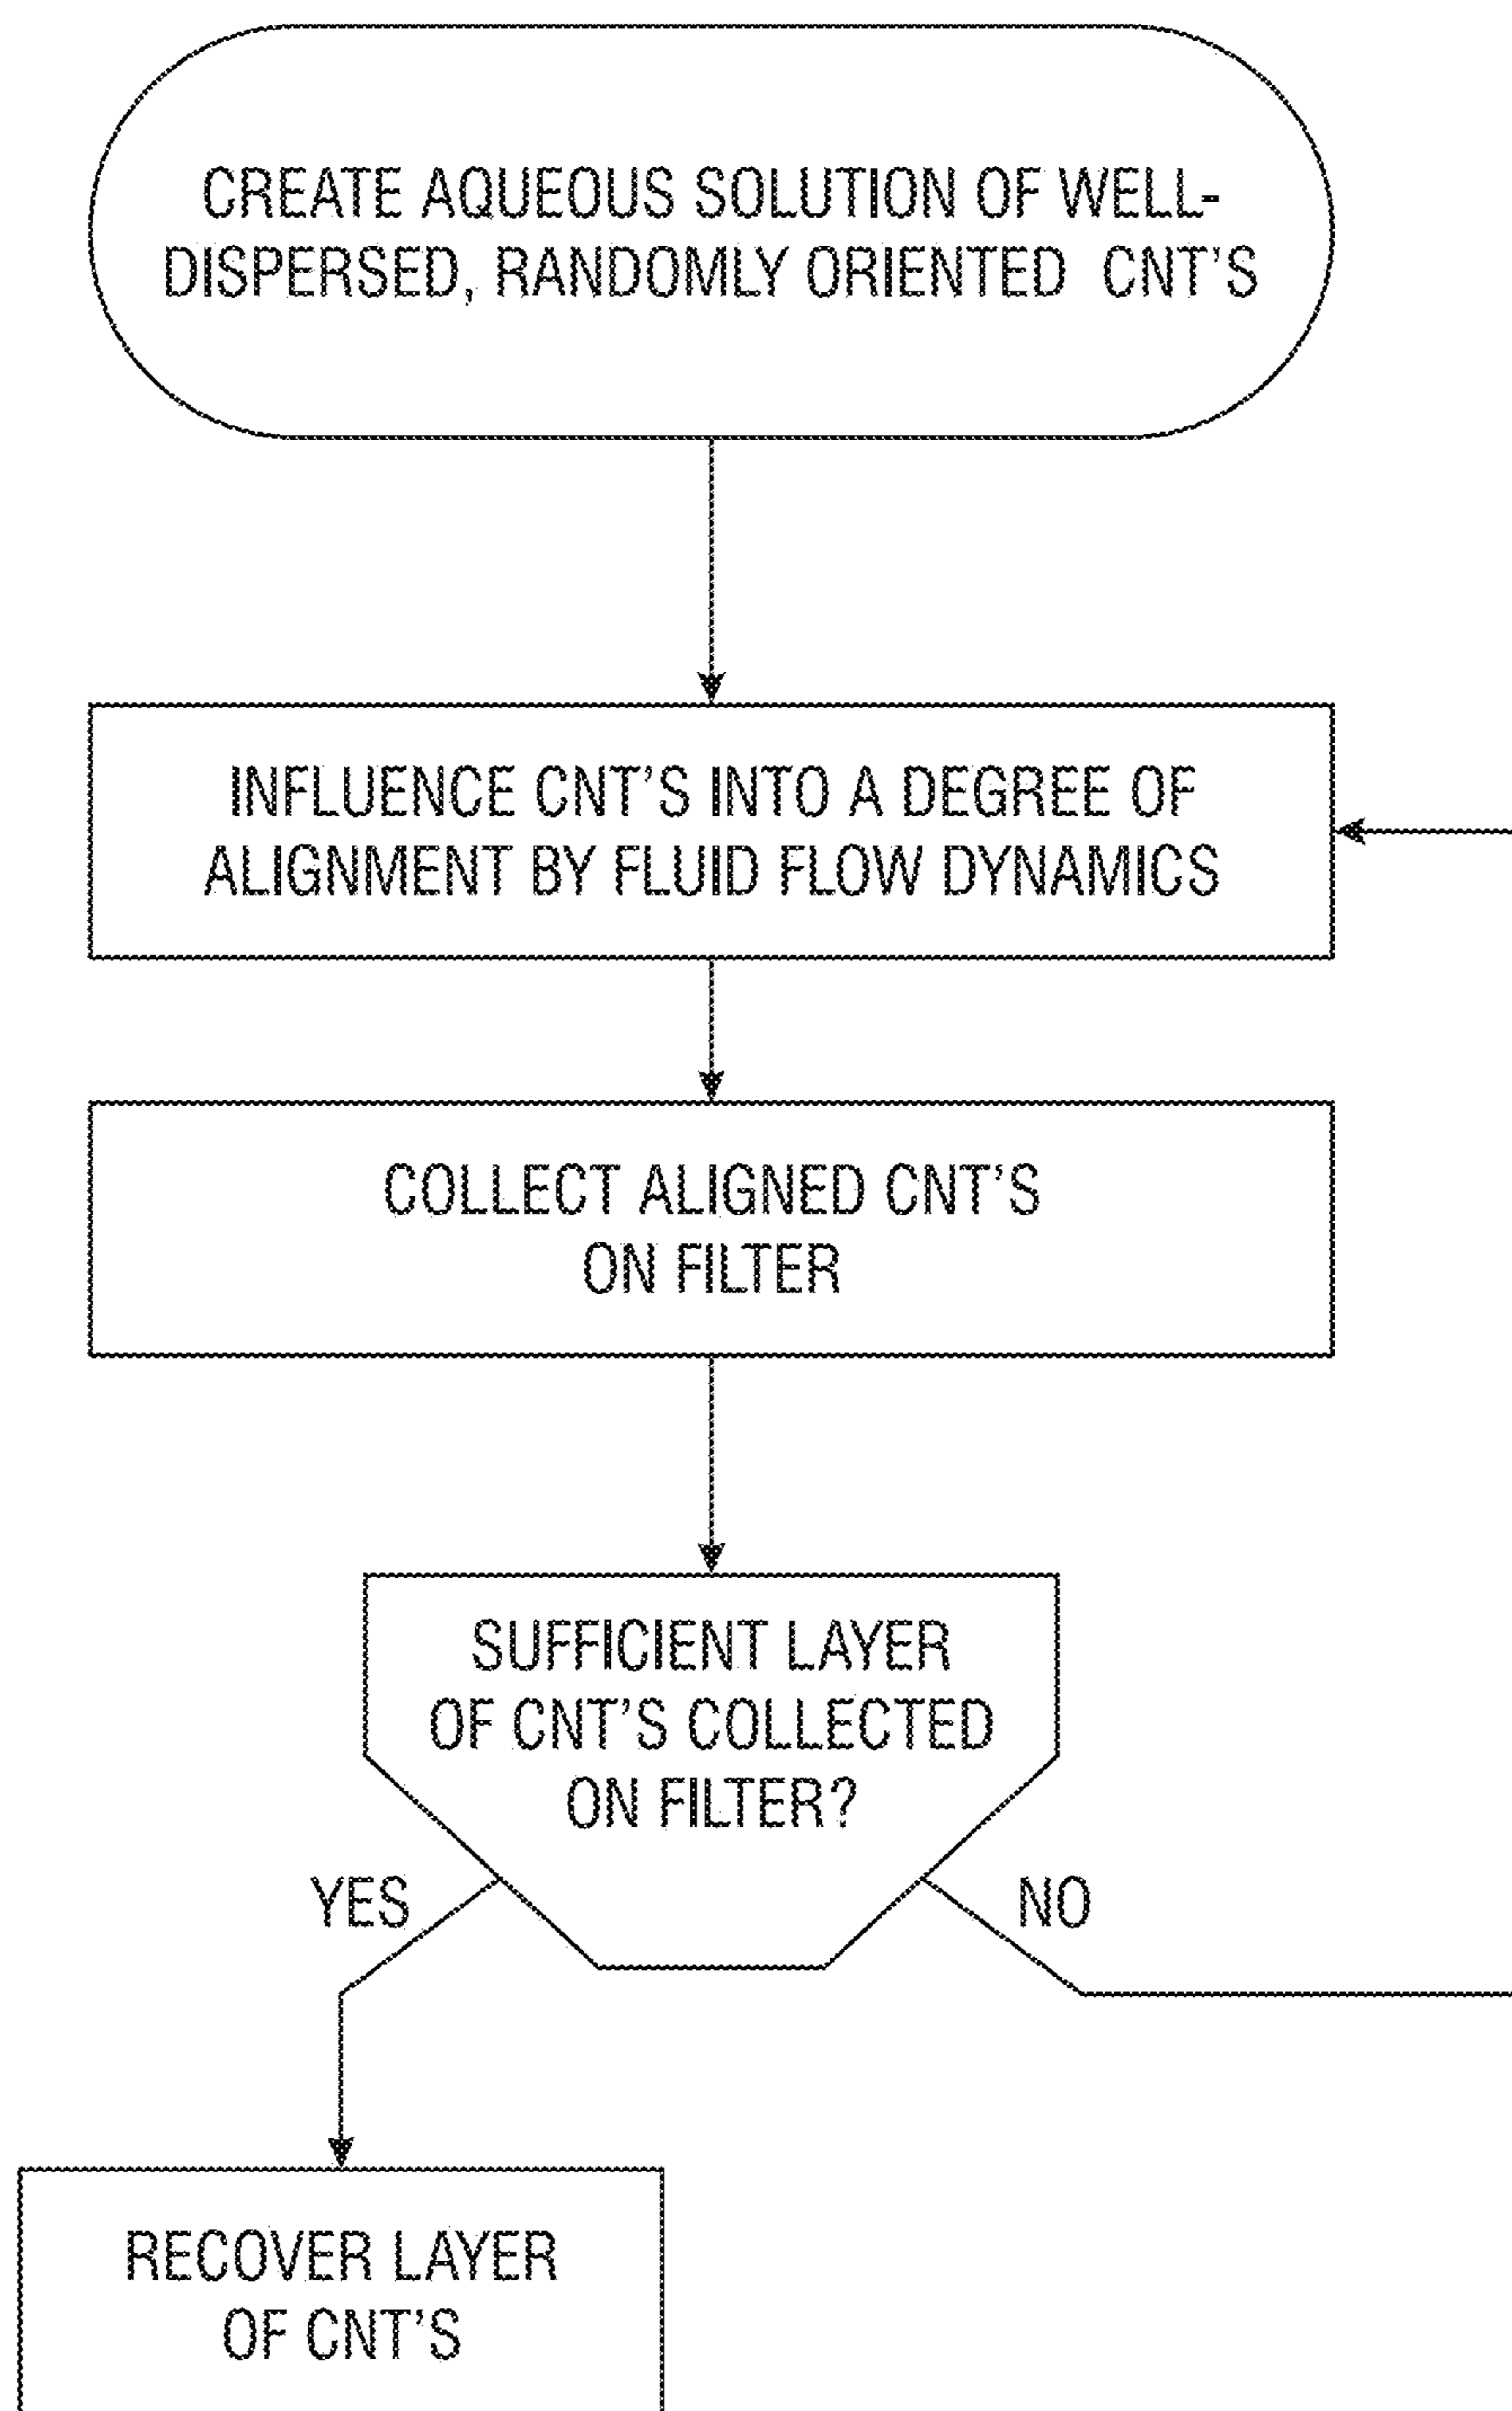 CREATE AQUEOUS SOLUTION OF WELL-
DISPERSED, RANDOMLY ORIENTED CNT'S
INFLUENCE CNT'S INTO A DEGREE OF
ALIGNMENT BY FLUID FLOW DYNAMICS
COLLECT ALIGNED CNT'S
ON FILTER
SUFFICIENT LAYER
OF CNT'S COLLECTED
ON FILTER?
YES
NO
RECOVER LAYER
OF CNT'S